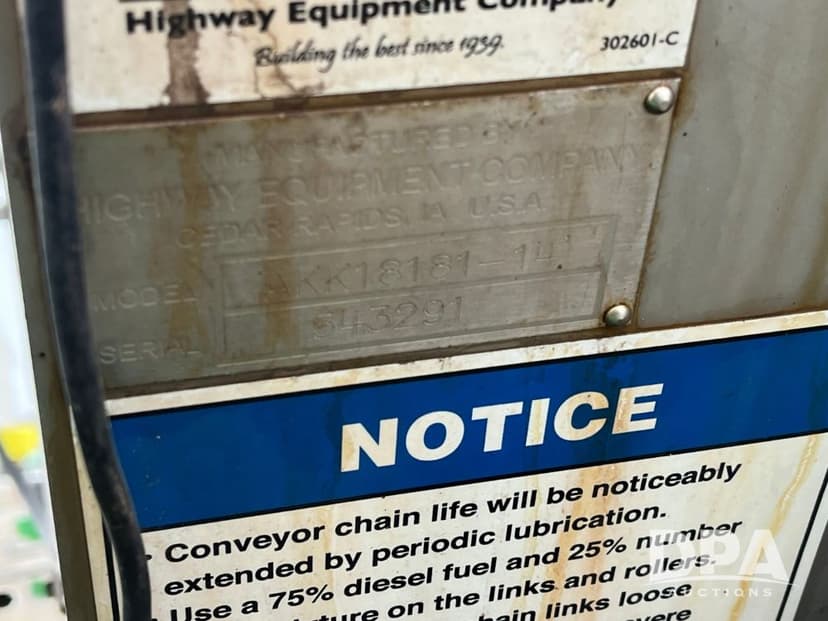 Highway Equipment Company
Building the best since 1939.
302601-C
MANUFACTURED BY
HIGHWAY EQUIPMENT COMPANY
CEDAR RAPIDS, IA U.S.A.
MODEL AKK18181-14'
SERIAL 343291
NOTICE
• Conveyor chain life will be noticeably
extended by periodic lubrication.
• Use a 75% diesel fuel and 25% number
on the links and rollers.
links loose
DPA
AUCTIONS